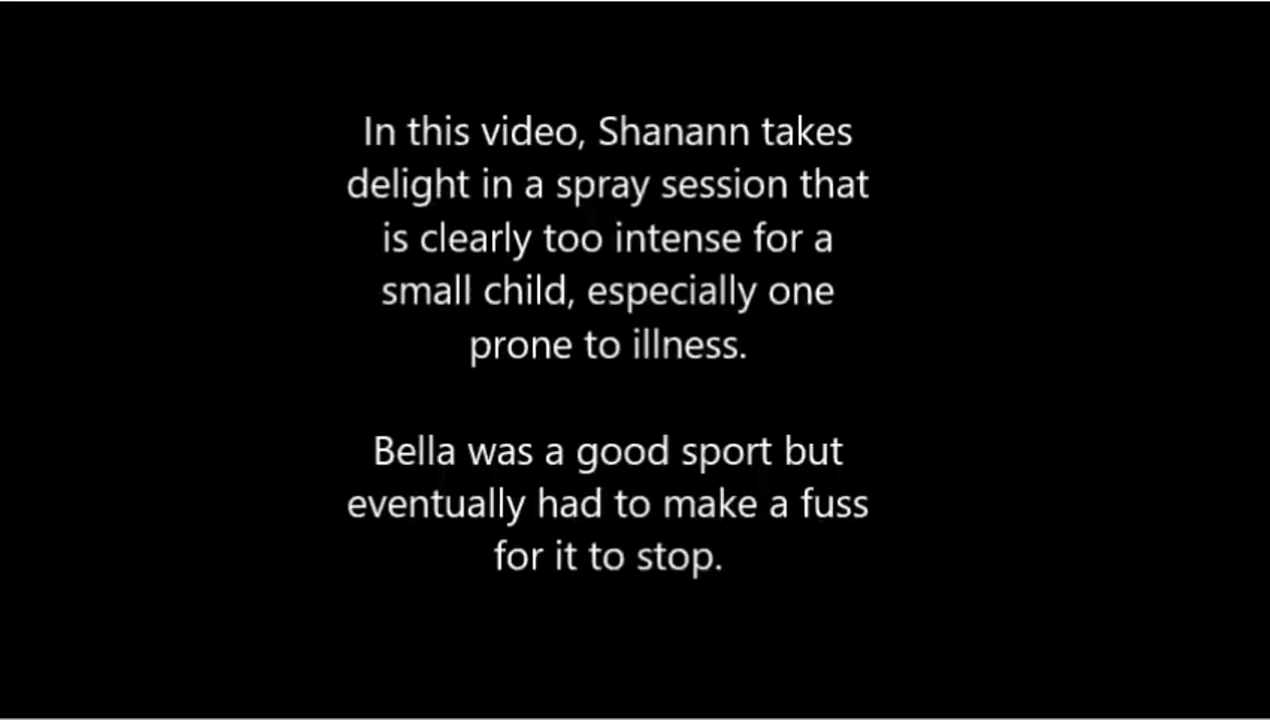 In this video, Shanann takes
delight in a spray session that
is clearly too intense for a
small child, especially one
prone to illness.
Bella was a good sport but
eventually had to make a fuss
for it to stop.